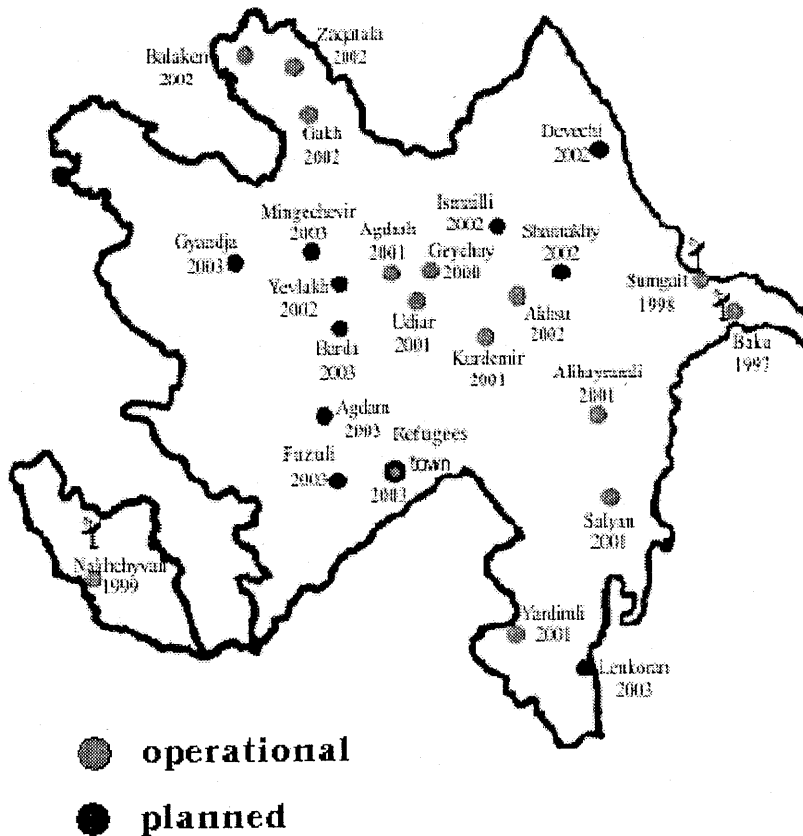 Zaqatala
2002
Balaken
2002
Gakh
2002
Devechi
2002
Mingechevir
2003
Ismailli
2002
Agdash
2001
Geychay
2000
Shamakhy
2002
Gyandja
2003
Yevlakh
2002
Sumgait
1998
Udjar
2001
Akhsu
2002
Baku
1997
Barda
2003
Kurdemir
2001
Alibayramli
2001
Agdam
2003
Refugees
town
2003
Fuzuli
2003
Salyan
2001
Nakhchyvan
1999
Yardimli
2001
Lenkoran
2003
operational
planned